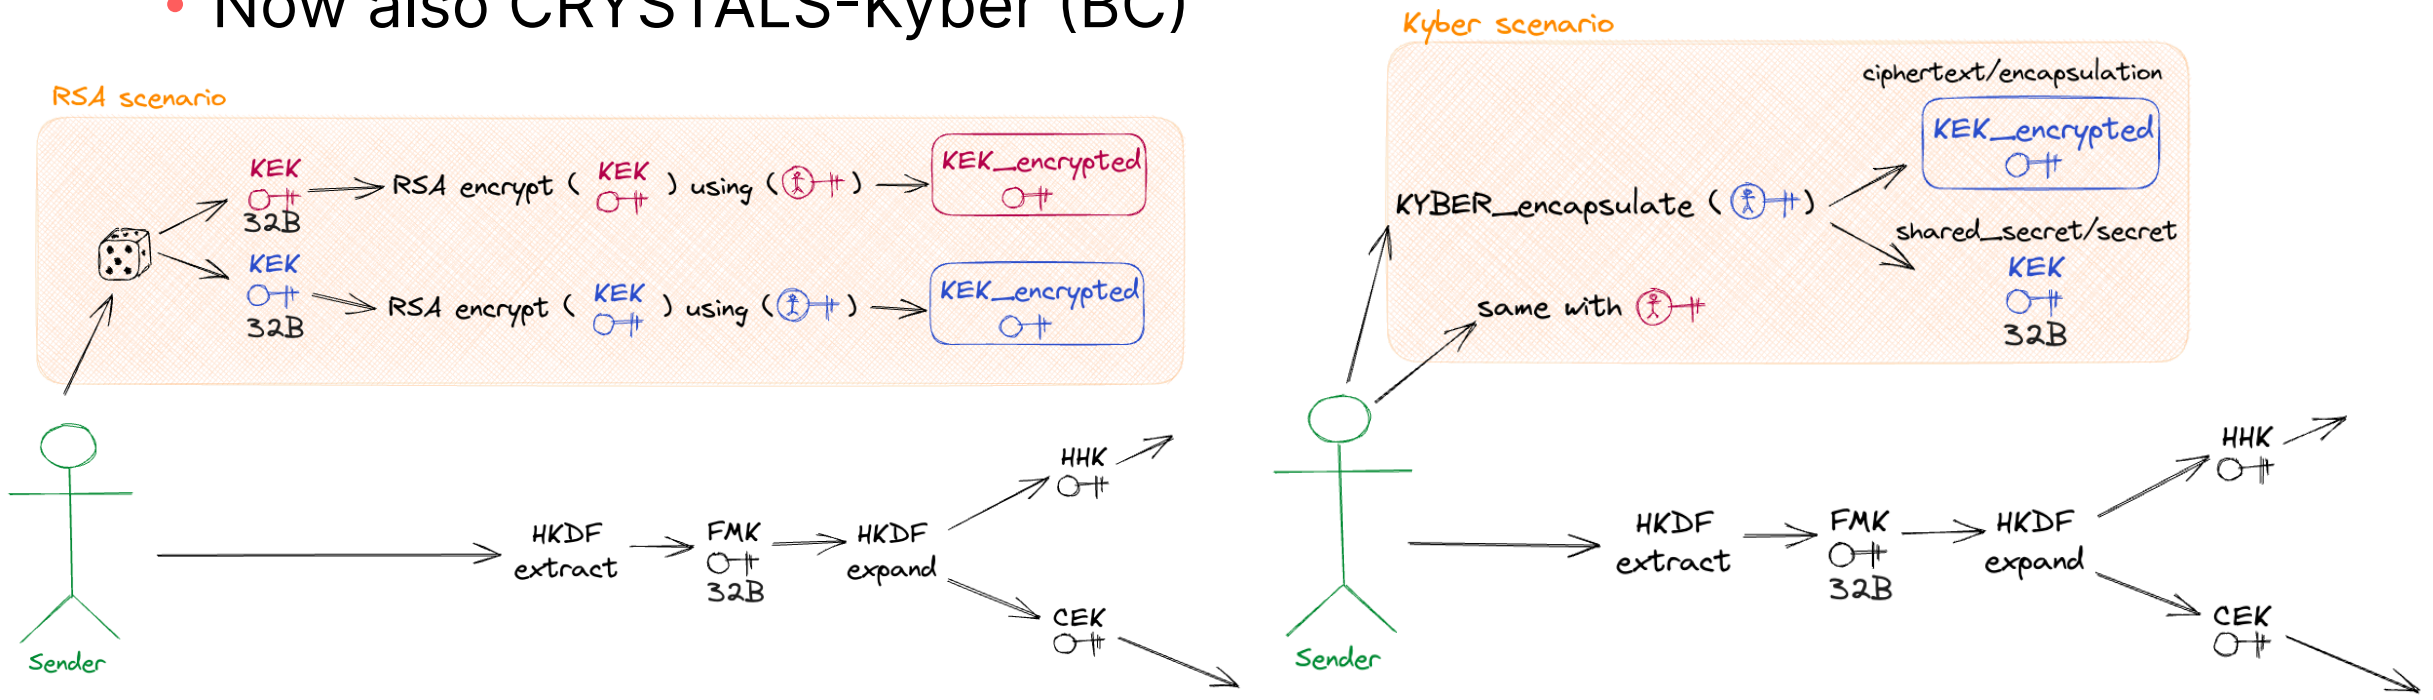 Now also CRYSTALS-Kyber (BC)
RSA scenario
KEK
32B
RSA encrypt ( KEK ) using ( )
KEK_encrypted
KEK
32B
RSA encrypt ( KEK ) using ( )
KEK_encrypted
Sender
HKDF
extract
FMK
32B
HKDF
expand
HHK
CEK
Kyber scenario
KYBER_encapsulate ( )
ciphertext/encapsulation
KEK_encrypted
shared_secret/secret
KEK
32B
same with
Sender
HKDF
extract
FMK
32B
HKDF
expand
HHK
CEK